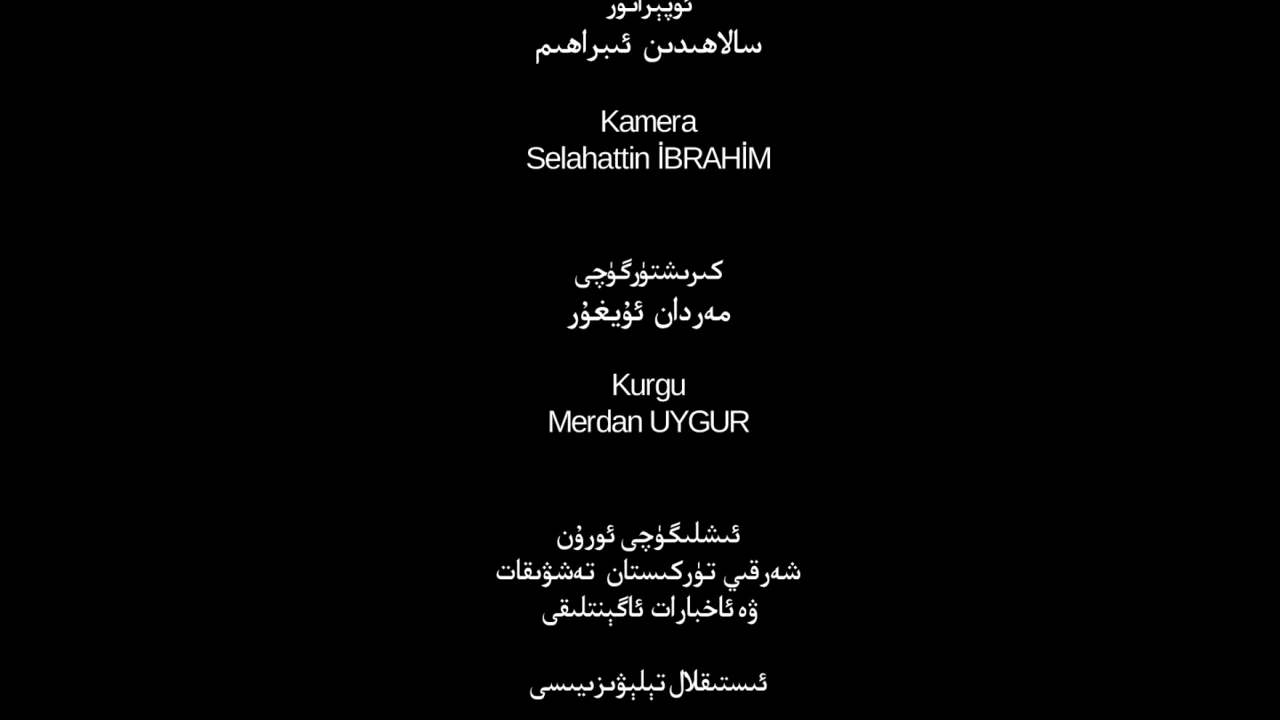 ئوپېراتور
سالاھىدىن ئىبراھىم
Kamera
Selahattin İBRAHİM
كىرىشتۈرگۈچى
مەردان ئۇيغۇر
Kurgu
Merdan UYGUR
ئىشلىگۈچى ئورۇن
شەرقىي تۈركىستان تەشۋىقات
ۋە ئاخبارات ئاگېنتلىقى
ئىستىقلال تېلېۋىزىيىسى